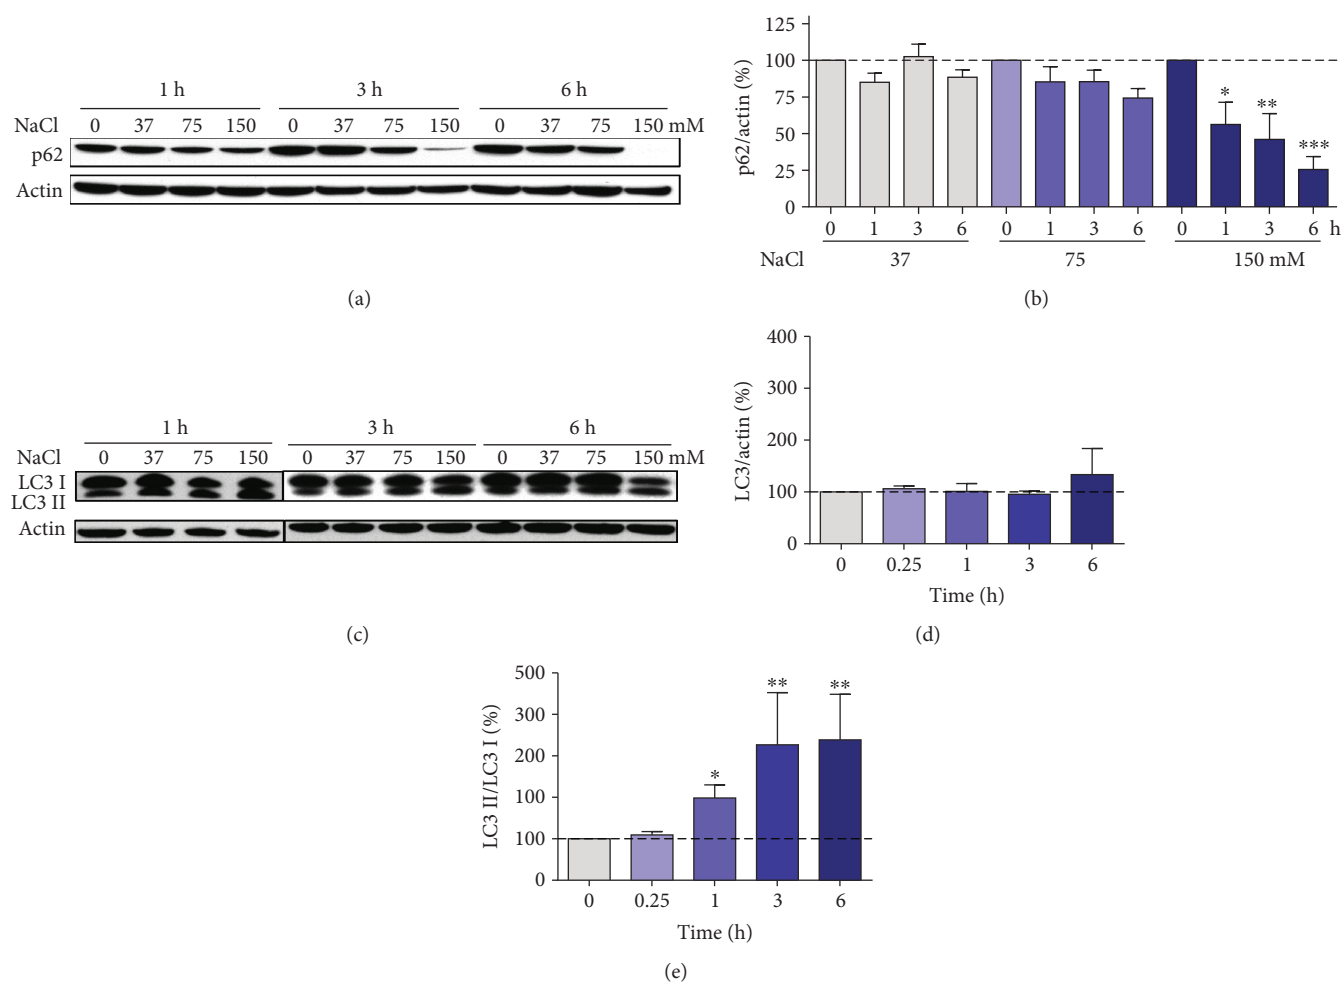 1 h 3 h 6 h
NaCl 0 37 75 150 0 37 75 150 0 37 75 150 mM
p62
Actin
(a)
p62/actin (%)
125
100
75
50
25
0
* ** ***
0 1 3 6 0 1 3 6 0 1 3 6 h
NaCl 37 75 150 mM
(b)
1 h 3 h 6 h
NaCl 0 37 75 150 0 37 75 150 0 37 75 150 mM
LC3 I
LC3 II
Actin
(c)
LC3/actin (%)
400
300
200
100
0
0 0.25 1 3 6
Time (h)
(d)
LC3 II/LC3 I (%)
500
300
200
100
100
0
* ** **
0 0.25 1 3 6
Time (h)
(e)